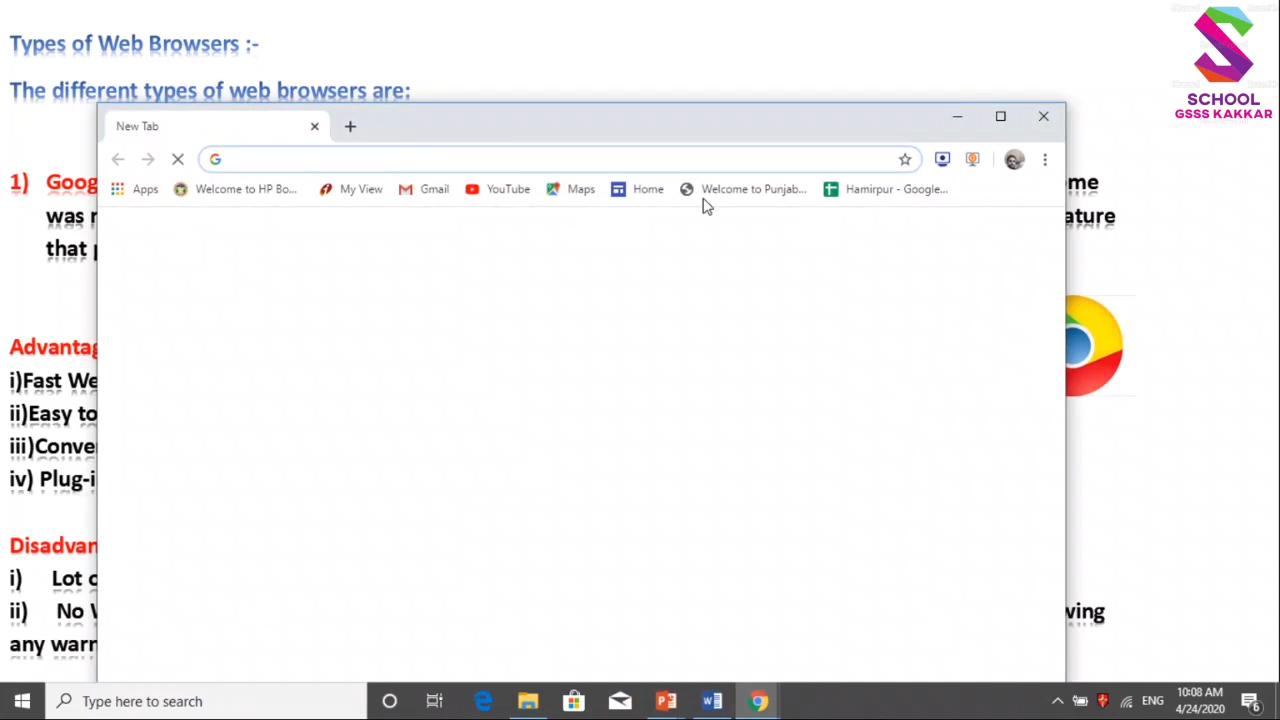 Types of Web Browsers :-
SCHOOL
GSSS KAKKAR
The different types of web browsers are:
New Tab
Apps
Welcome to HP Bo...
My View
Gmail
YouTube
Maps
Home
Welcome to Punjab...
Hamirpur - Google...
1) Goog
ome
was
ature
that
Advantag
i)Fast We
ii)Easy to
iii)Conve
iv) Plug-i
Disadvan
i) Lot
ii) No
ving
any warn
Type here to search
ENG
10:08 AM
4/24/2020
6